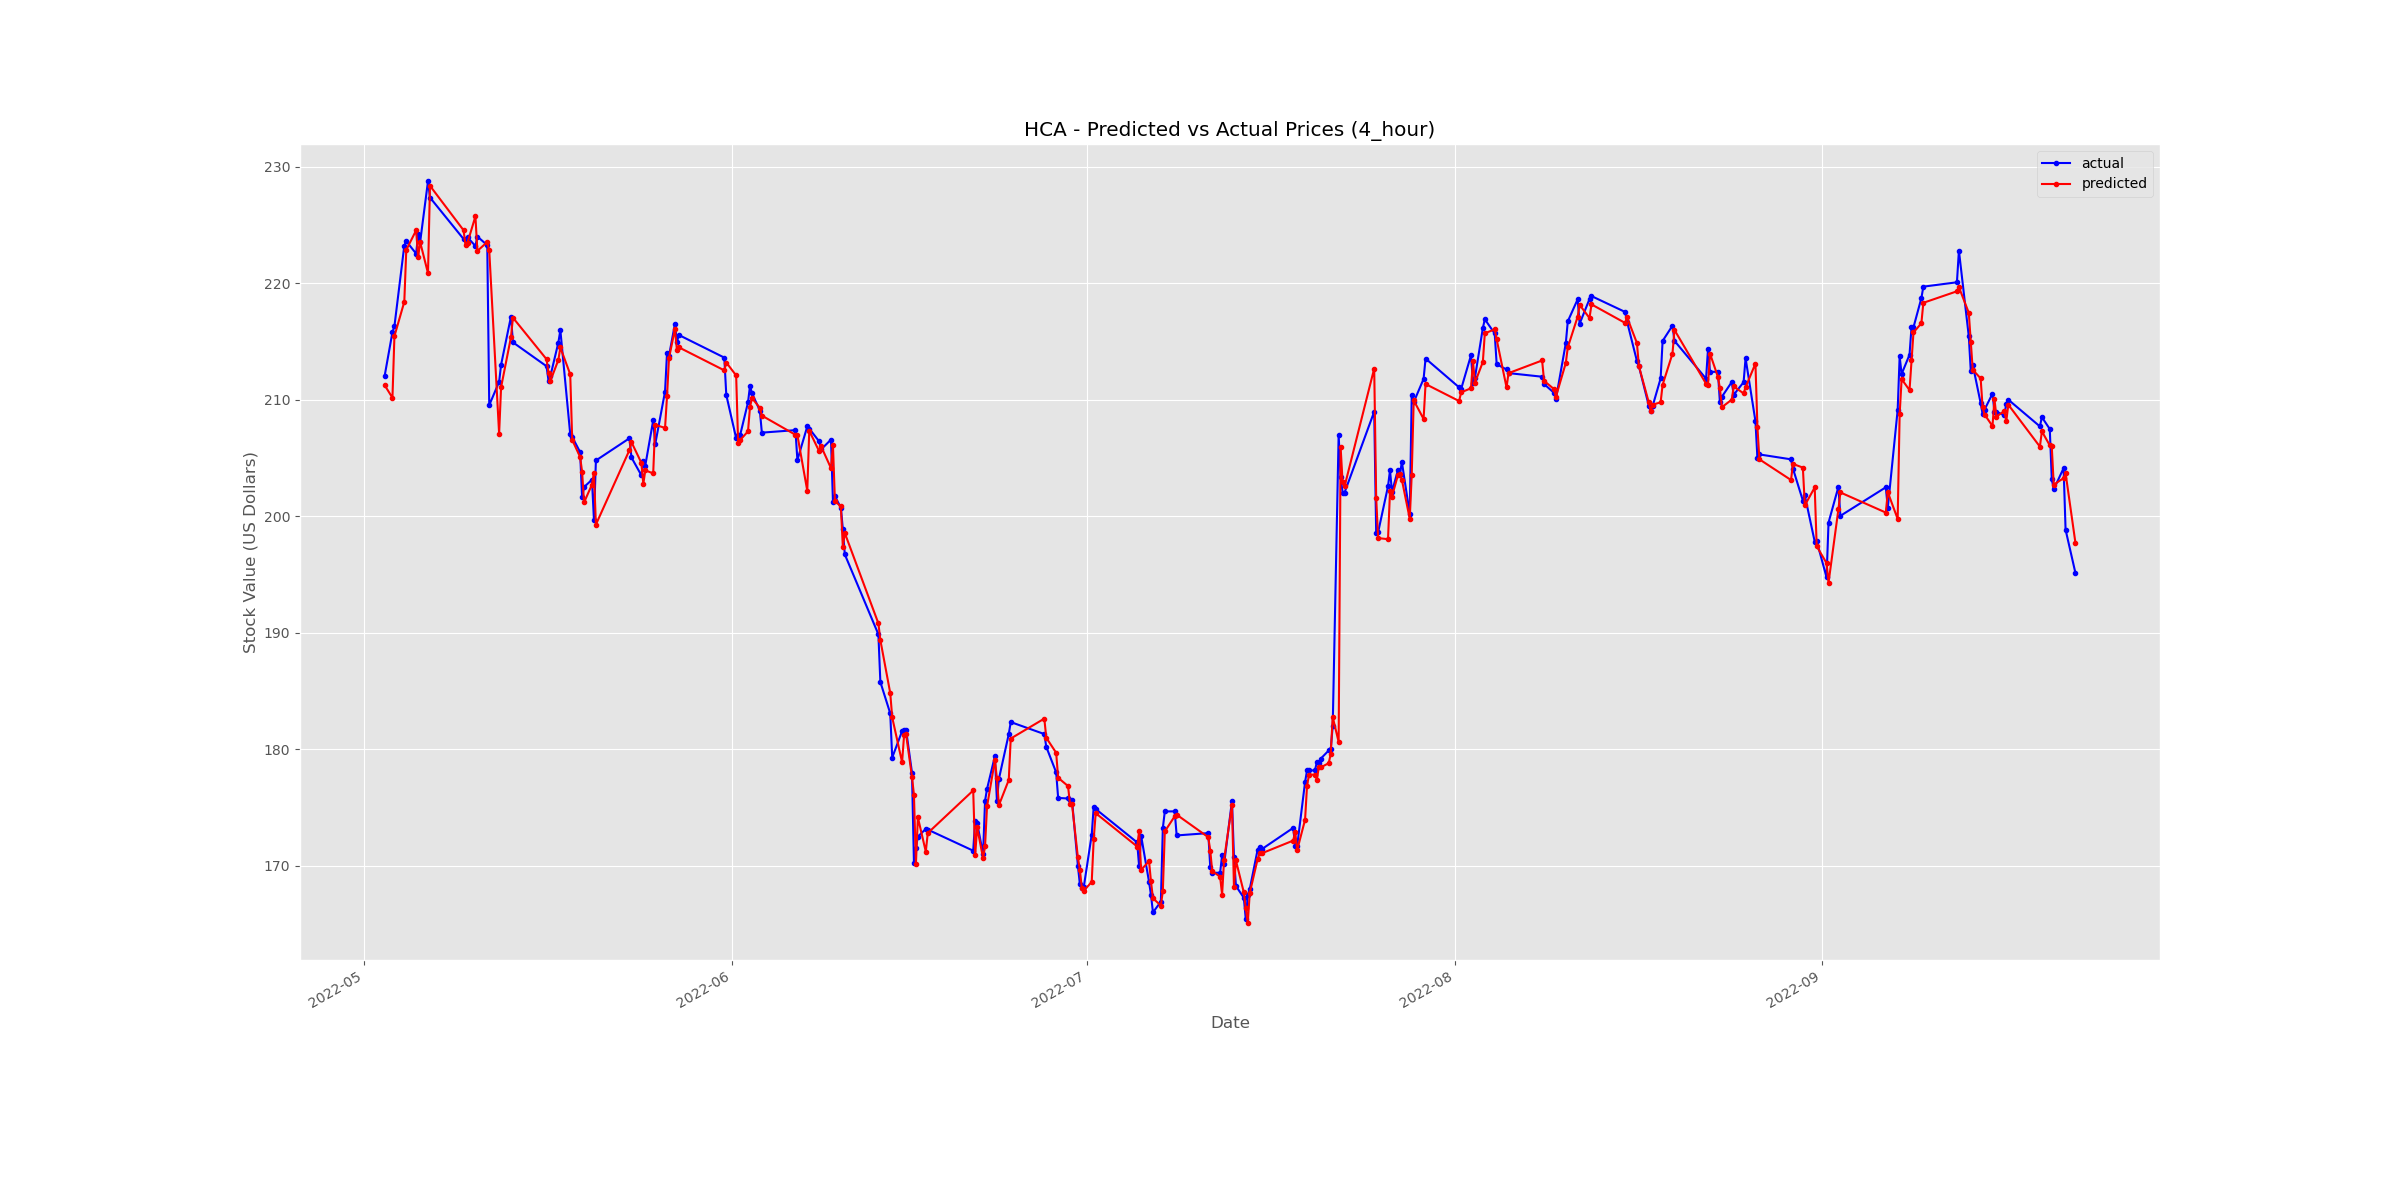 HCA - Predicted vs Actual Prices (4_hour)
actual
predicted
Stock Value (US Dollars)
230
220
210
200
190
180
170
2022-05
2022-06
2022-07
2022-08
2022-09
Date